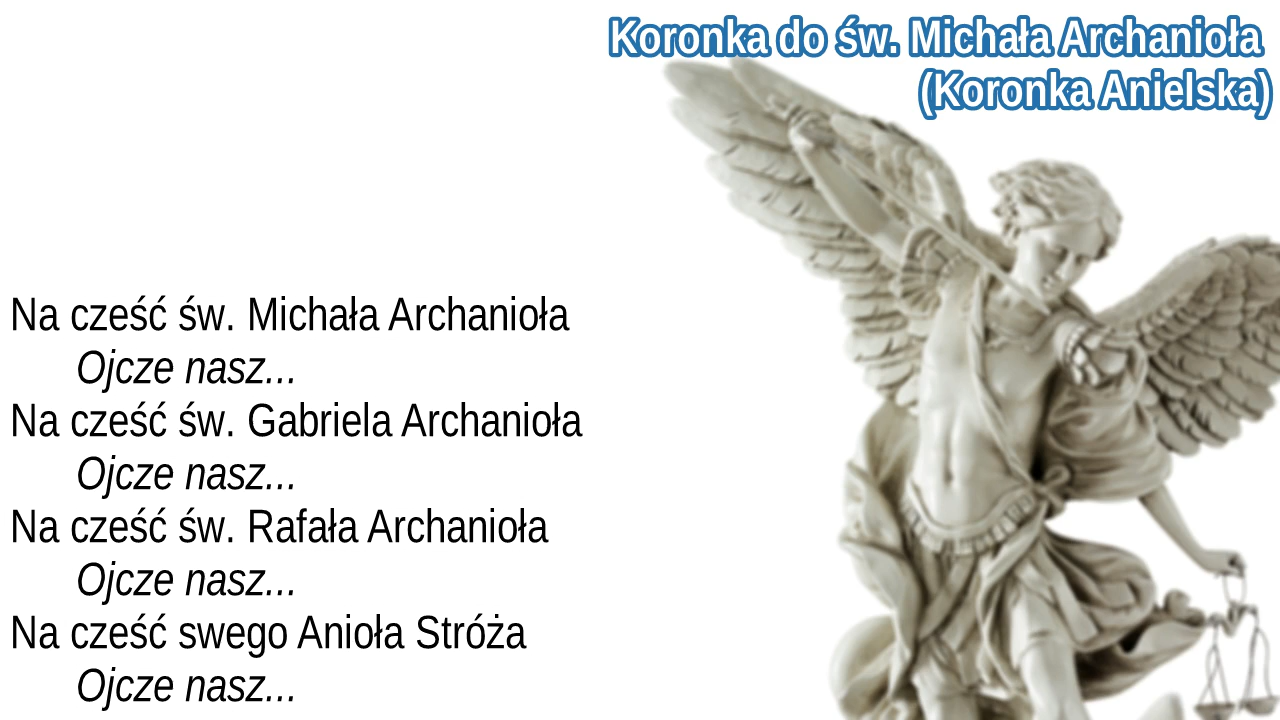 Koronka do św. Michała Archanioła
(Koronka Anielska)
Na cześć św. Michała Archanioła
Ojcze nasz...
Na cześć św. Gabriela Archanioła
Ojcze nasz...
Na cześć św. Rafała Archanioła
Ojcze nasz...
Na cześć swego Anioła Stróża
Ojcze nasz...